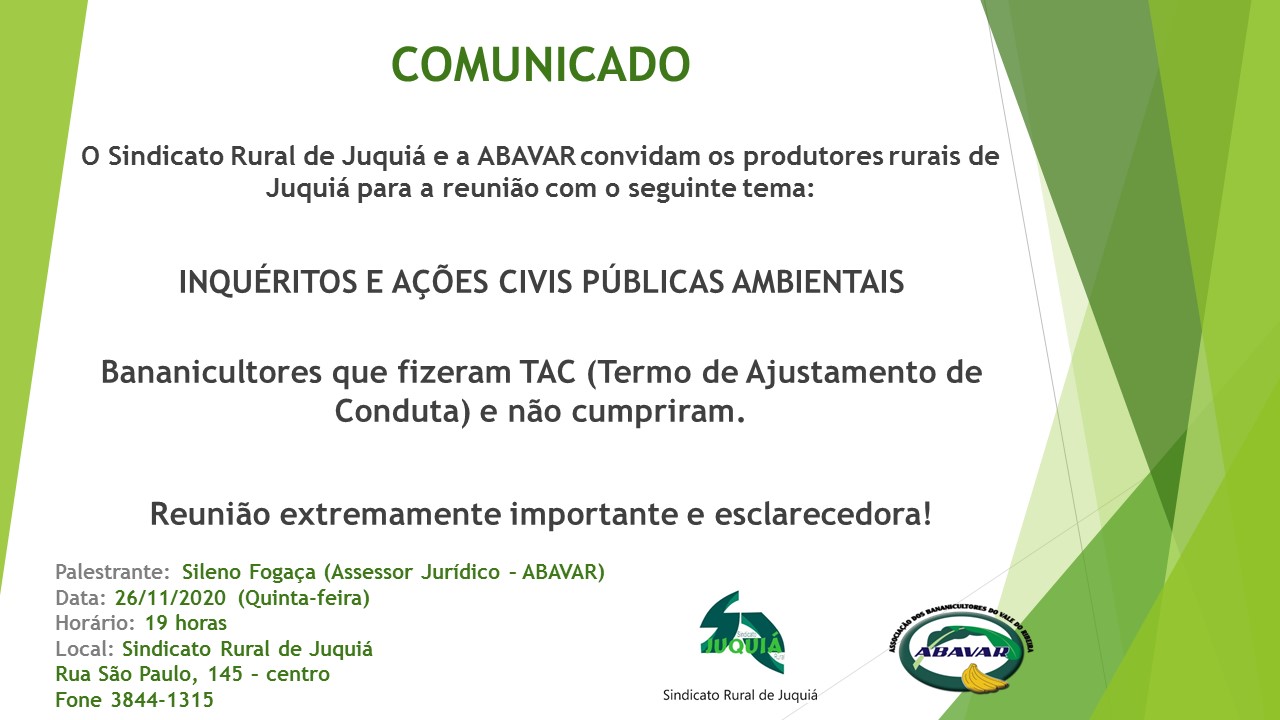 COMUNICADO
O Sindicato Rural de Juquiá e a ABAVAR convidam os produtores rurais de
Juquiá para a reunião com o seguinte tema:
INQUÉRITOS E AÇÕES CIVIS PÚBLICAS AMBIENTAIS
Bananicultores que fizeram TAC (Termo de Ajustamento de
Conduta) e não cumpriram.
Reunião extremamente importante e esclarecedora!
Palestrante: Sileno Fogaça (Assessor Jurídico – ABAVAR)
Data: 26/11/2020 (Quinta-feira)
Horário: 19 horas
Local: Sindicato Rural de Juquiá
Rua São Paulo, 145 – centro
Fone 3844-1315
Sindicato
JUQUIÁ
Rural
Sindicato Rural de Juquiá
ASSOCIAÇÃO DOS BANANICULTORES DO VALE DO RIBEIRA
ABAVAR